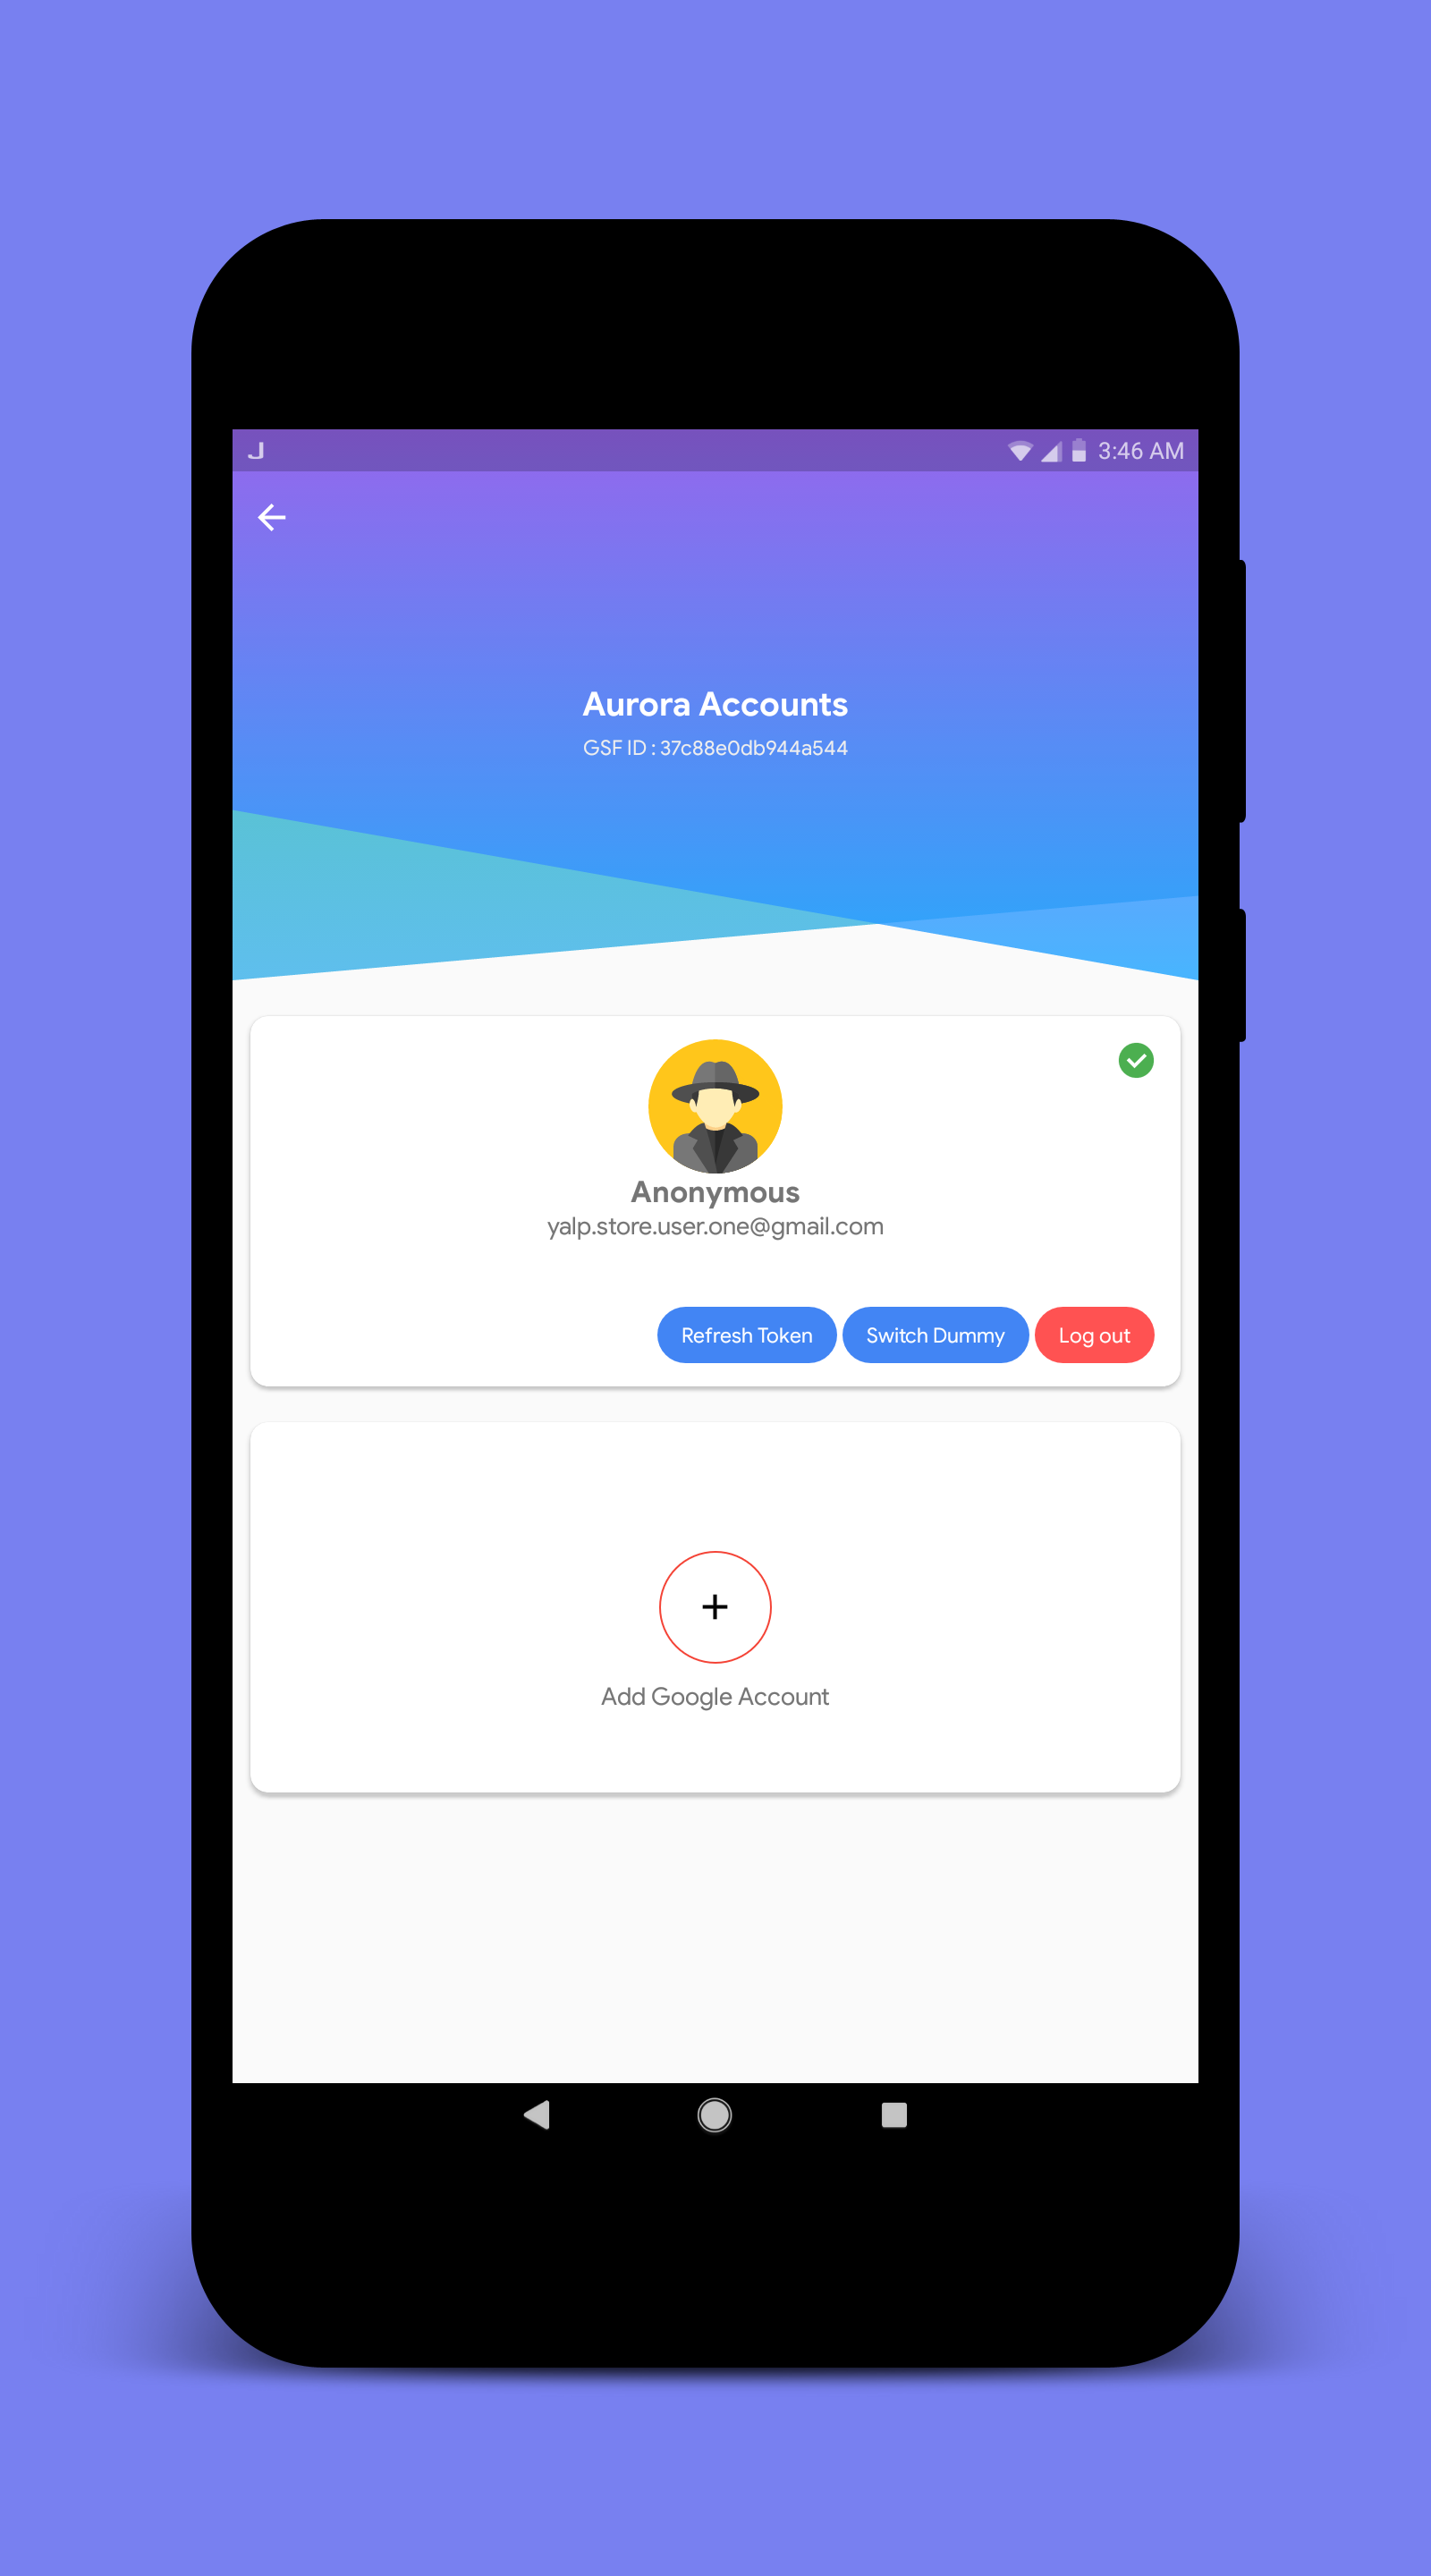 3:46 AM
Aurora Accounts
GSF ID : 37c88e0db944a544
Anonymous
yalp.store.user.one@gmail.com
Refresh Token Switch Dummy Log out
Add Google Account